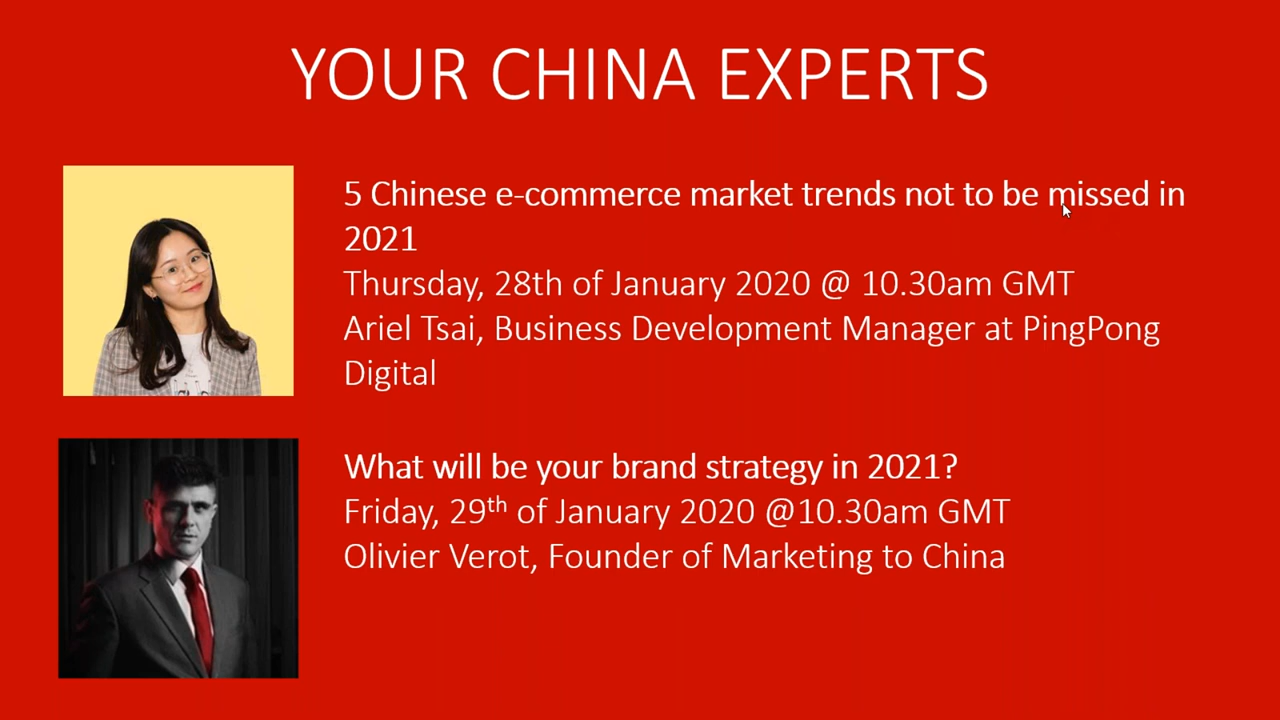 YOUR CHINA EXPERTS
5 Chinese e-commerce market trends not to be missed in
2021
Thursday, 28th of January 2020 @ 10.30am GMT
Ariel Tsai, Business Development Manager at PingPong
Digital
What will be your brand strategy in 2021?
Friday, 29th of January 2020 @10.30am GMT
Olivier Verot, Founder of Marketing to China